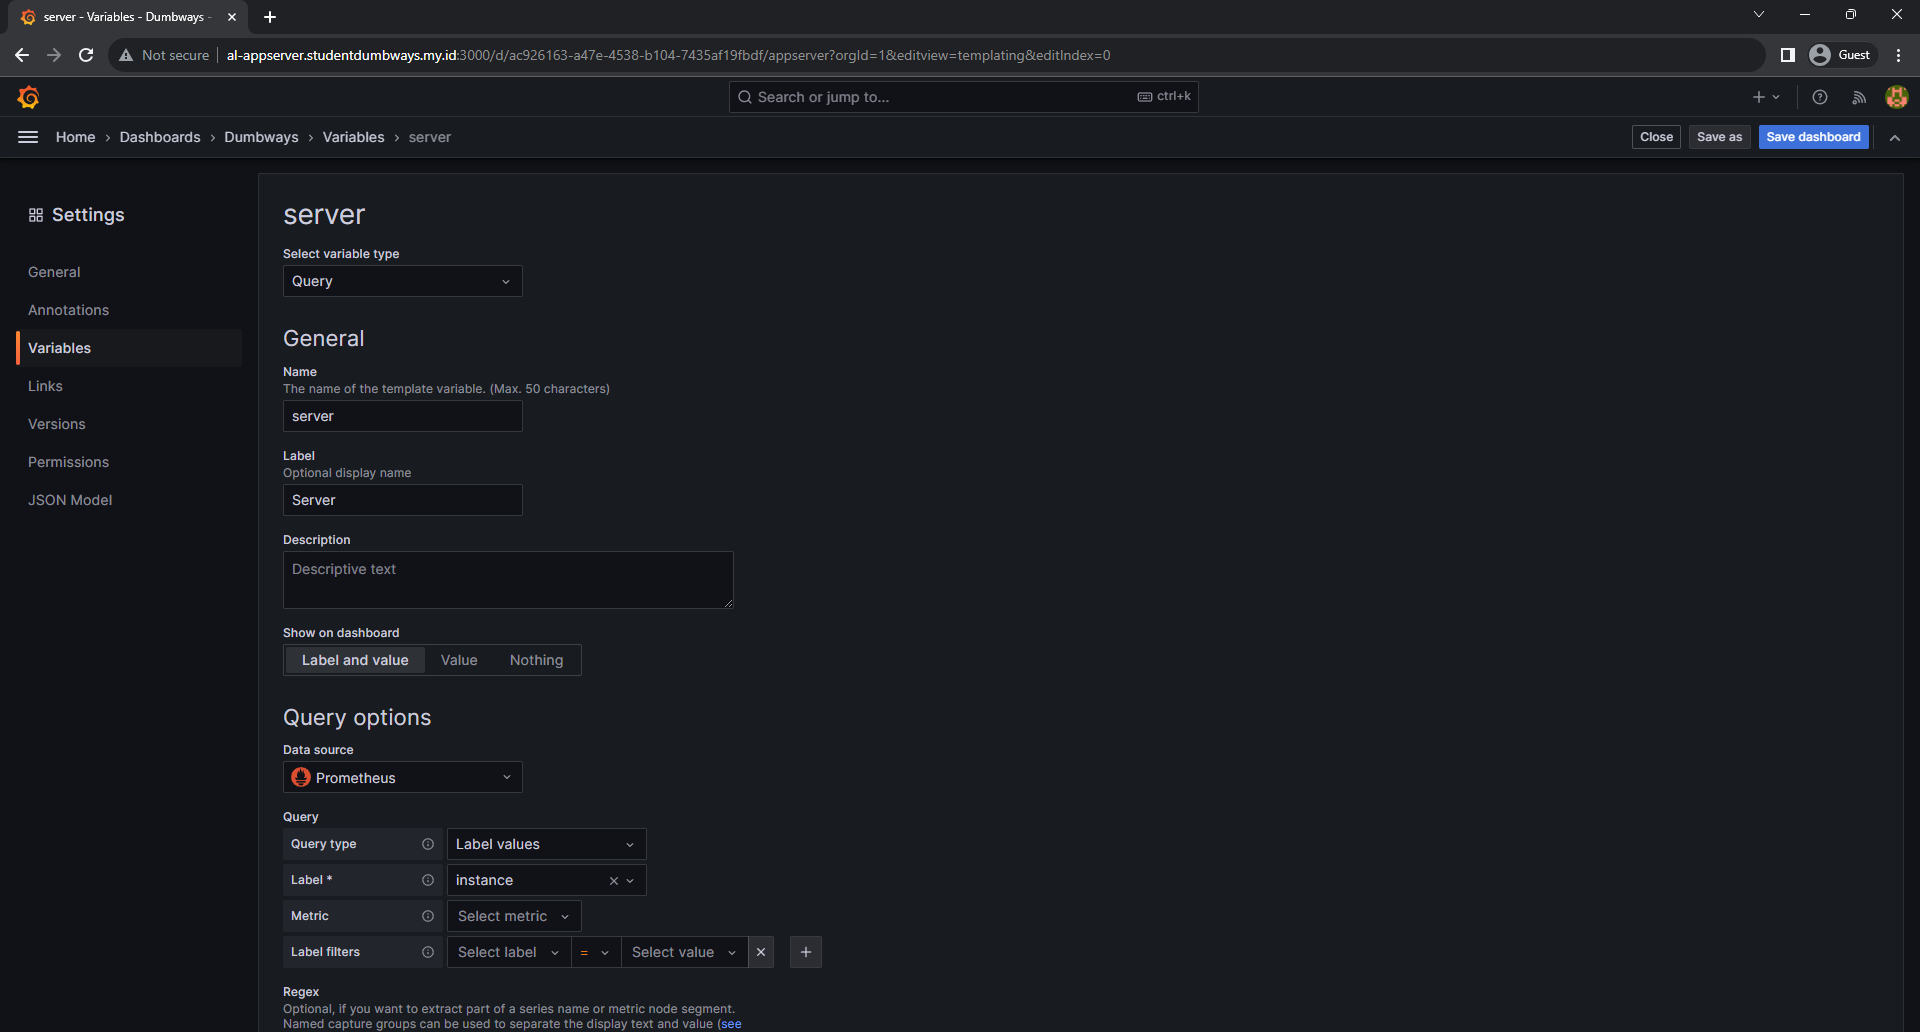 server - Variables - Dumbways -
Not secure
al-appserver.studentdumbways.my.id:3000/d/ac926163-a47e-4538-b104-7435af19fbdf/appserver?orgId=1&editview=templating&editIndex=0
Guest
Search or jump to...
ctrl+k
Home › Dashboards › Dumbways › Variables › server
Close
Save as
Save dashboard
Settings
General
Annotations
Variables
Links
Versions
Permissions
JSON Model
server
Select variable type
Query
General
Name
The name of the template variable. (Max. 50 characters)
server
Label
Optional display name
Server
Description
Descriptive text
Show on dashboard
Label and value
Value
Nothing
Query options
Data source
Prometheus
Query
Query type
Label values
Label *
instance
Metric
Select metric
Label filters
Select label
=
Select value
Regex
Optional, if you want to extract part of a series name or metric node segment.
Named capture groups can be used to separate the display text and value (see